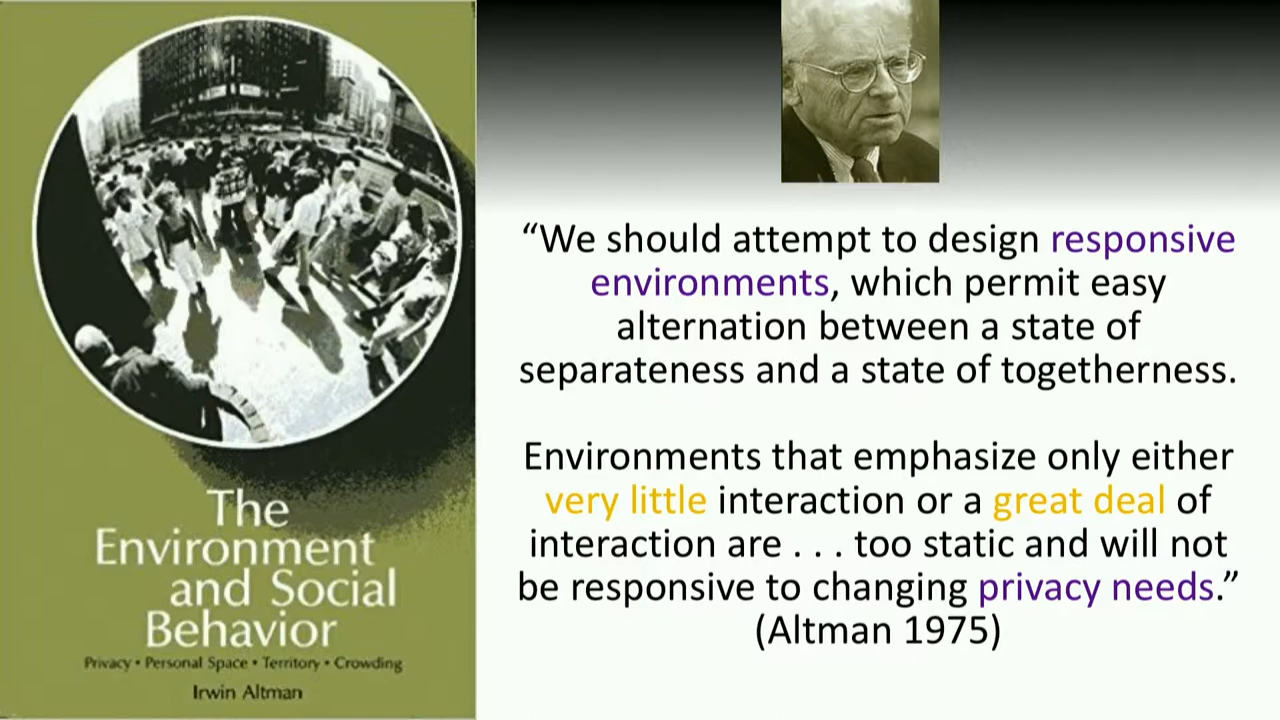 The
Environment
and Social
Behavior
Privacy • Personal Space • Territory • Crowding
Irwin Altman
“We should attempt to design responsive
environments, which permit easy
alternation between a state of
separateness and a state of togetherness.
Environments that emphasize only either
very little interaction or a great deal of
interaction are . . . too static and will not
be responsive to changing privacy needs.”
(Altman 1975)